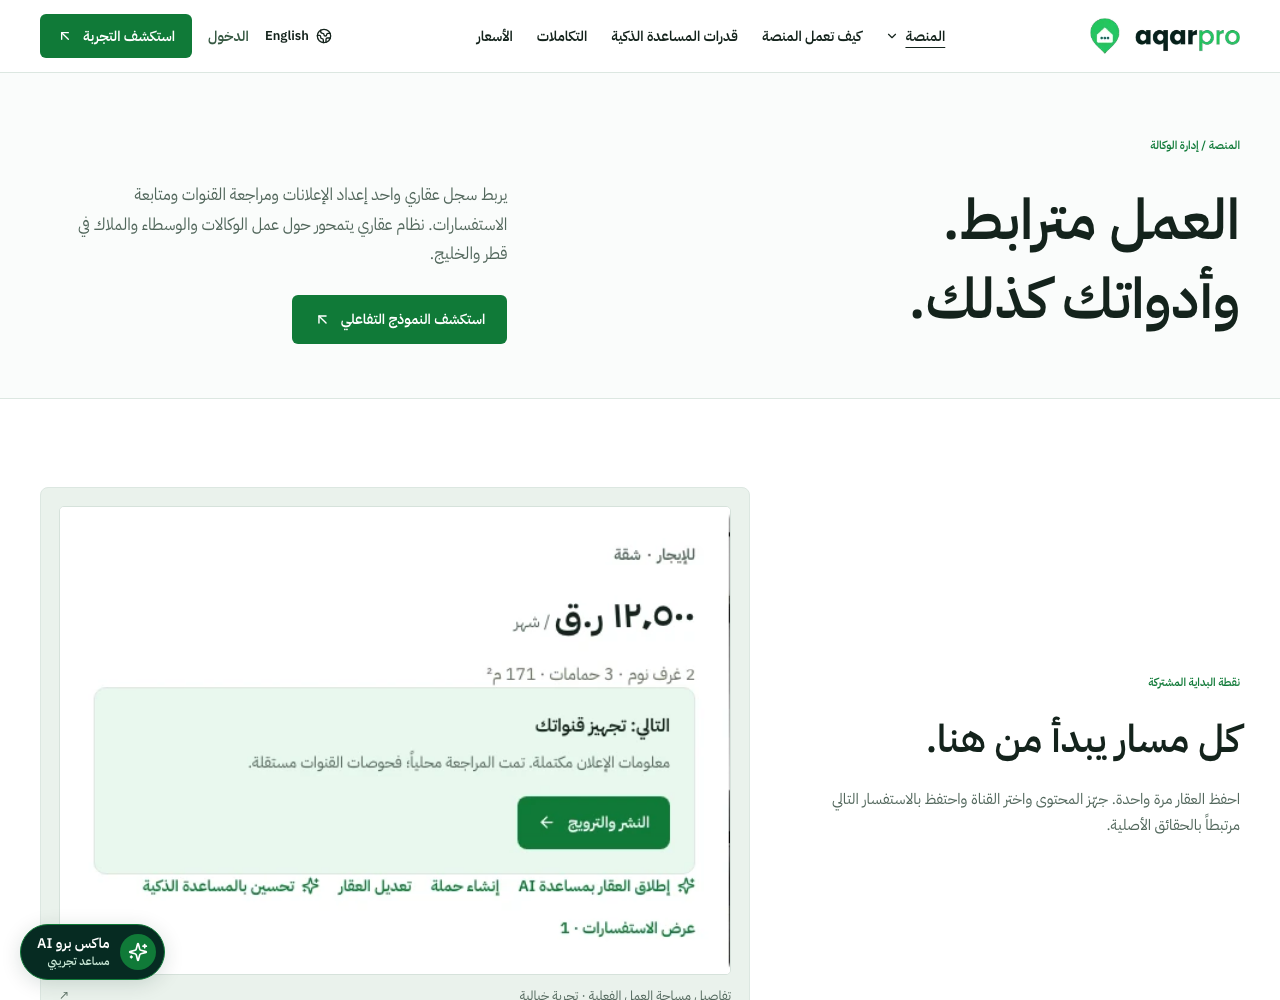 aqarpro
المنصة
كيف تعمل المنصة
قدرات المساعدة الذكية
التكاملات
الأسعار
English
الدخول
استكشف التجربة
المنصة / إدارة الوكالة
العمل مترابط.
وأدواتك كذلك.
يربط سجل عقاري واحد إعداد الإعلانات ومراجعة القنوات ومتابعة
الاستفسارات. نظام عقاري يتمحور حول عمل الوكالات والوسطاء والملاك في
قطر والخليج.
استكشف النموذج التفاعلي
نقطة البداية المشتركة
كل مسار يبدأ من هنا.
احفظ العقار مرة واحدة. جهّز المحتوى واختر القناة واحتفظ بالاستفسار التالي
مرتبطاً بالحقائق الأصلية.
للإيجار · شقة
١٢٬٥٠٠ ر.ق / شهر
2 غرف نوم · 3 حمامات · 171 م²
التالي: تجهيز قنواتك
معلومات الإعلان مكتملة. تمت المراجعة محلياً؛ فحوصات القنوات مستقلة.
النشر والترويج
إطلاق العقار بمساعدة AI
إنشاء حملة
تعديل العقار
تحسين بالمساعدة الذكية
عرض الاستفسارات · 1
تفاصيل مساحة العمل الفعلية · تجربة خيالية
ماكس برو AI
مساعد تجريبي